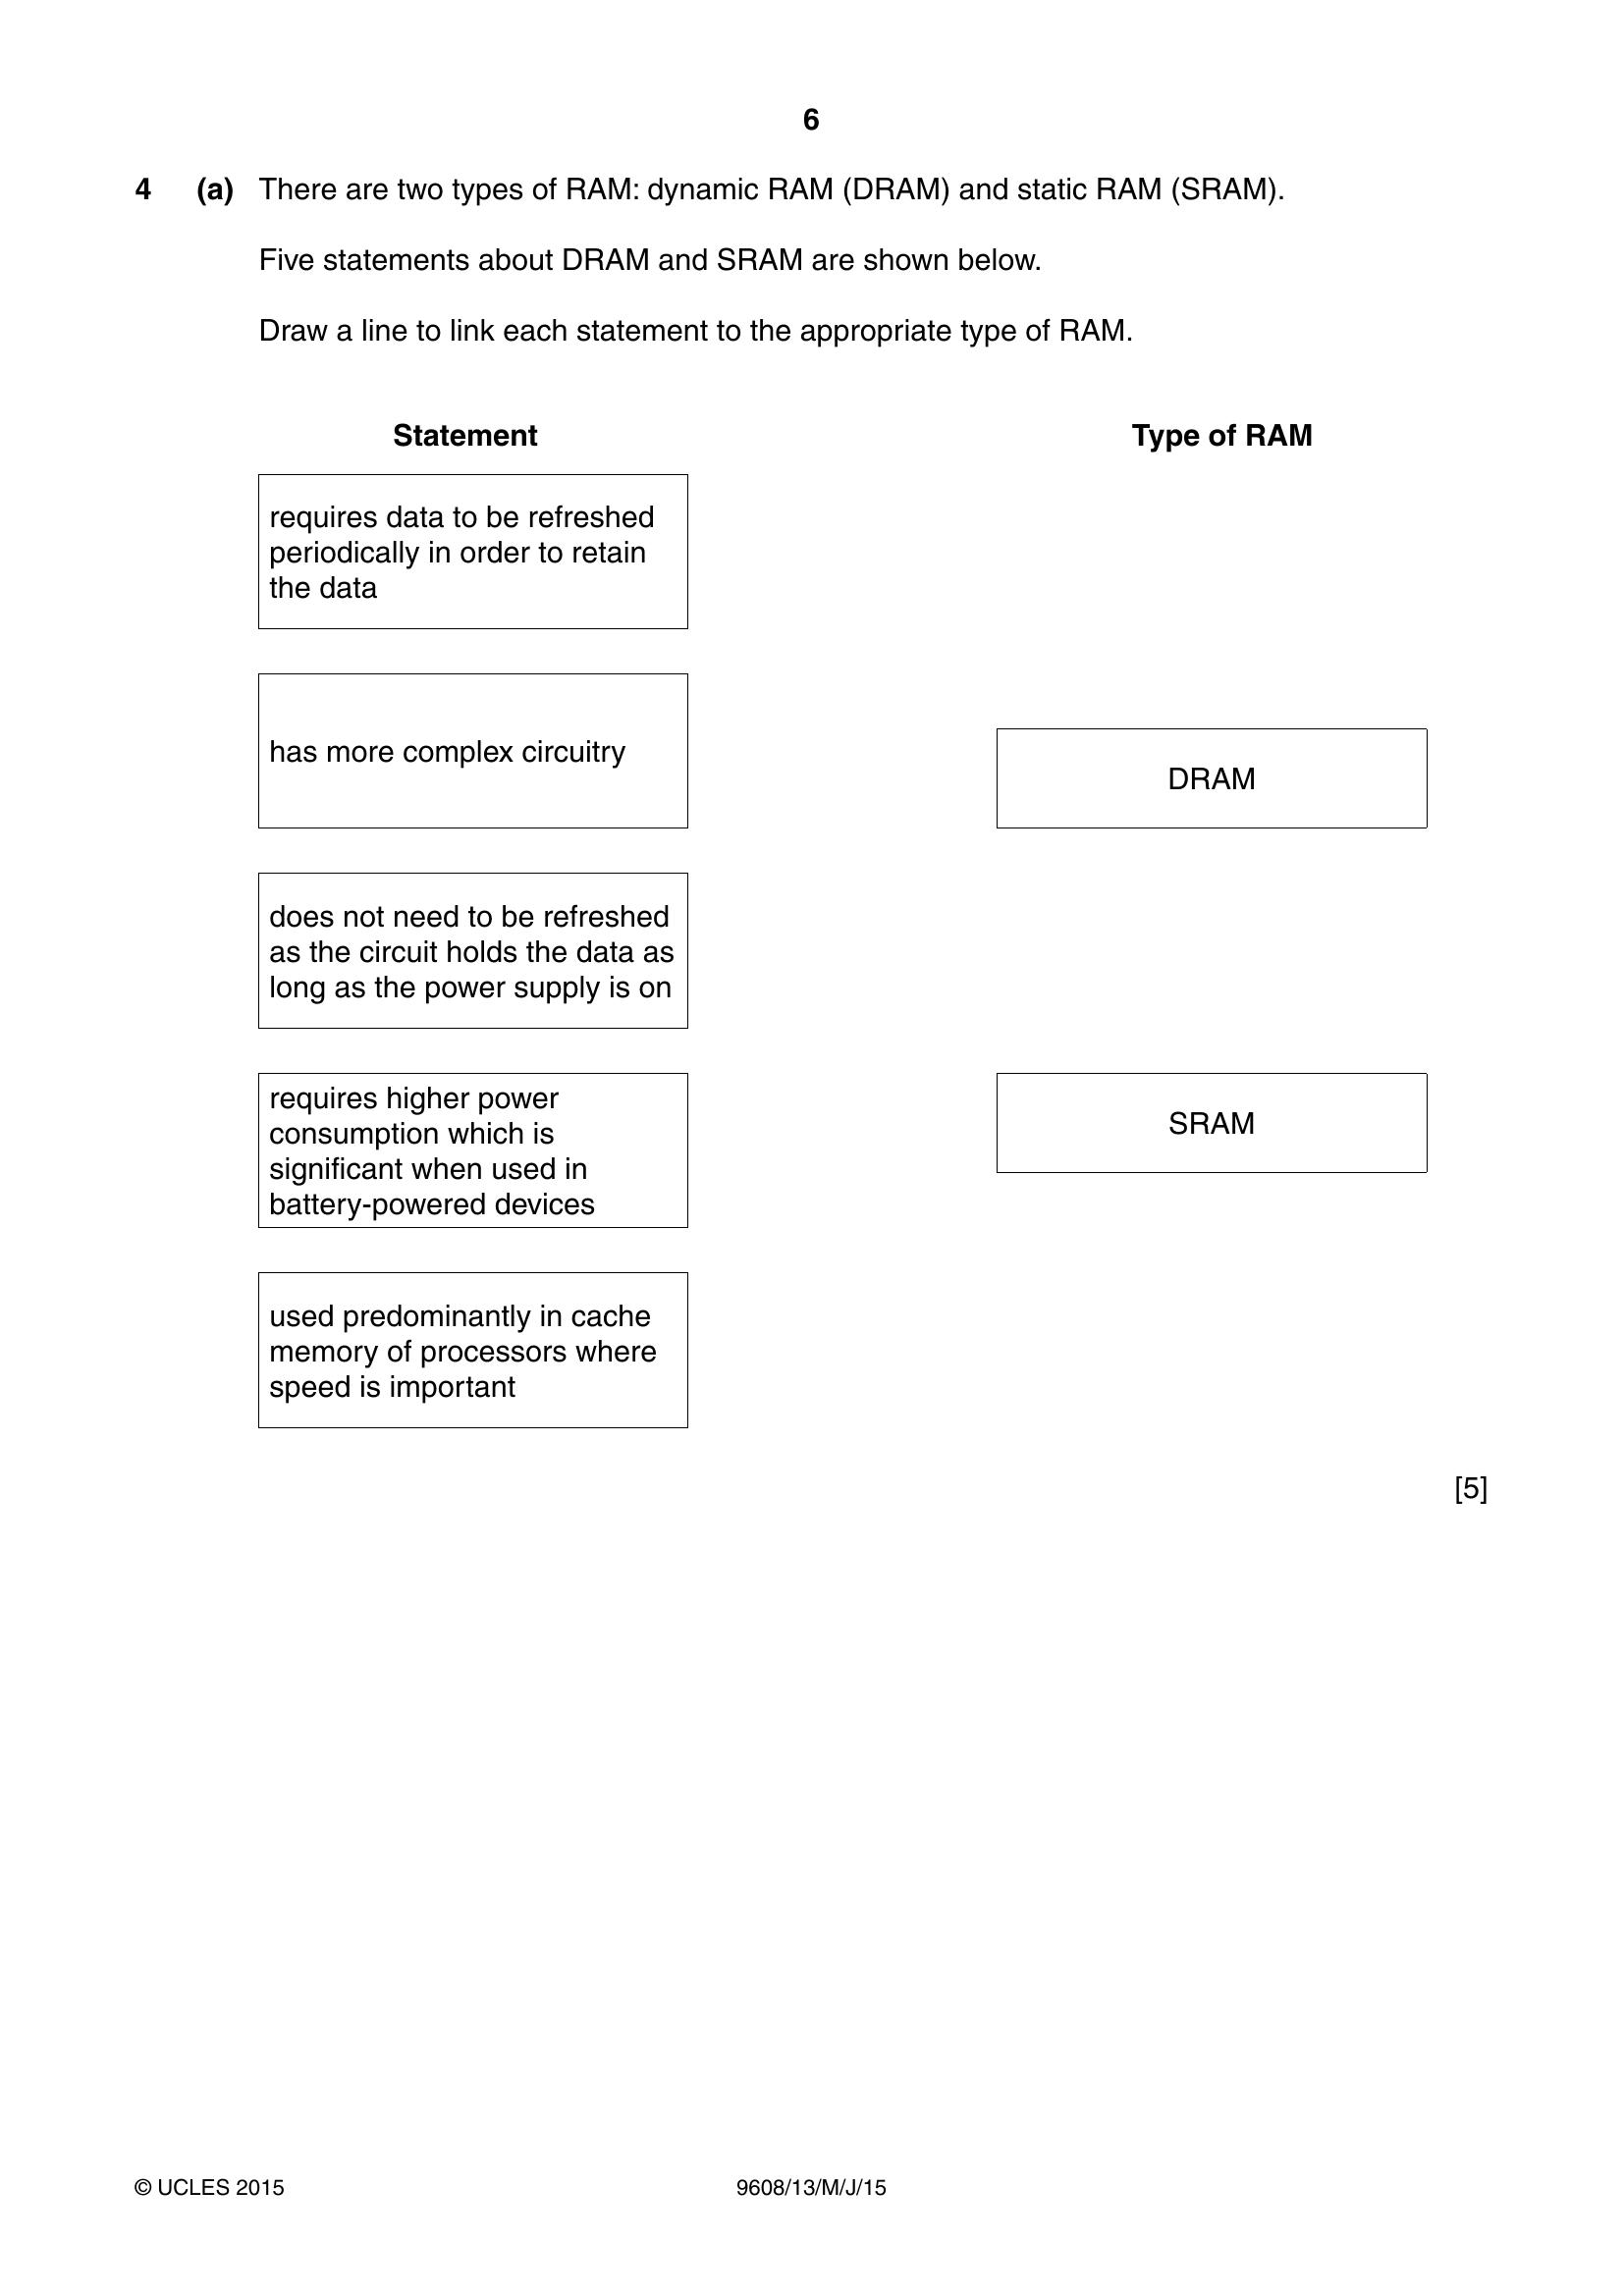 6
4 (a) There are two types of RAM: dynamic RAM (DRAM) and static RAM (SRAM).
Five statements about DRAM and SRAM are shown below.
Draw a line to link each statement to the appropriate type of RAM.
Statement
Type of RAM
requires data to be refreshed
periodically in order to retain
the data
has more complex circuitry
DRAM
does not need to be refreshed
as the circuit holds the data as
long as the power supply is on
requires higher power
consumption which is
significant when used in
battery-powered devices
SRAM
used predominantly in cache
memory of processors where
speed is important
[5]
© UCLES 2015
9608/13/M/J/15